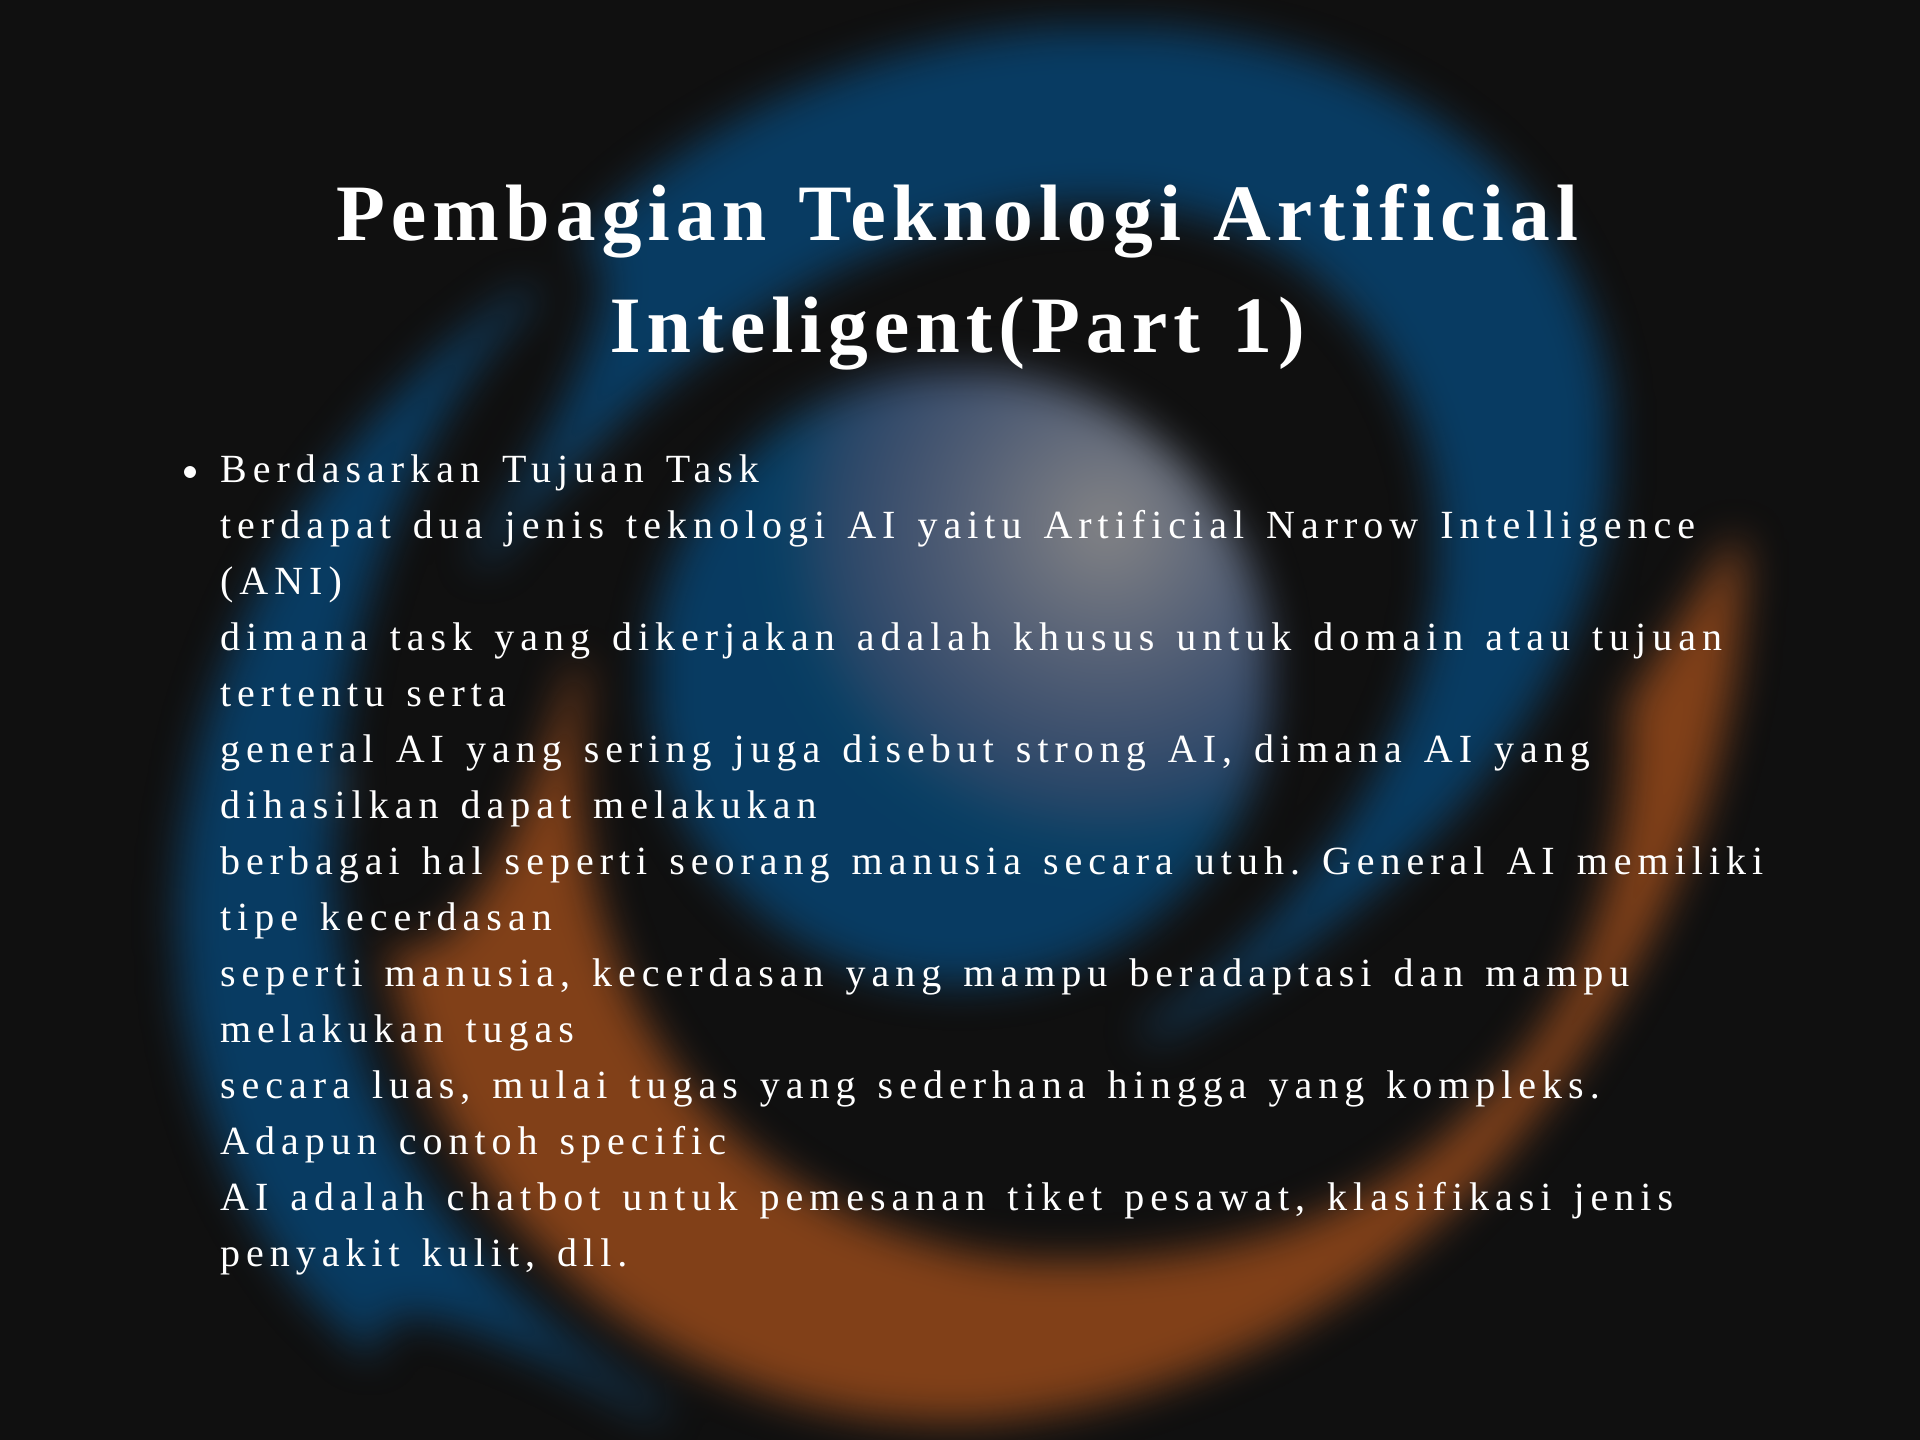 Pembagian Teknologi Artificial
Inteligent(Part 1)
• Berdasarkan Tujuan Task
terdapat dua jenis teknologi AI yaitu Artificial Narrow Intelligence
(ANI)
dimana task yang dikerjakan adalah khusus untuk domain atau tujuan
tertentu serta
general AI yang sering juga disebut strong AI, dimana AI yang
dihasilkan dapat melakukan
berbagai hal seperti seorang manusia secara utuh. General AI memiliki
tipe kecerdasan
seperti manusia, kecerdasan yang mampu beradaptasi dan mampu
melakukan tugas
secara luas, mulai tugas yang sederhana hingga yang kompleks.
Adapun contoh specific
AI adalah chatbot untuk pemesanan tiket pesawat, klasifikasi jenis
penyakit kulit, dll.